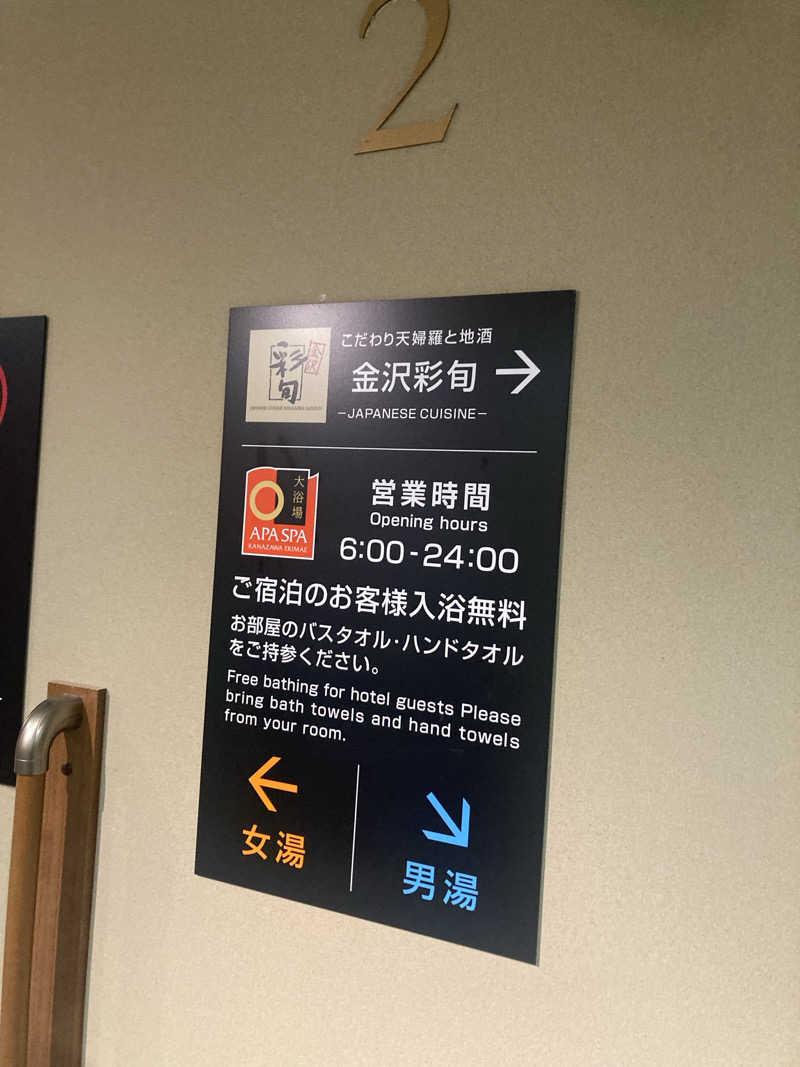 2
こだわり天婦羅と地酒
金沢 彩旬
金沢彩旬 →
-JAPANESE CUISINE-
大浴場
APA SPA
KANAZAWA EKIMAE
営業時間
Opening hours
6:00-24:00
ご宿泊のお客様入浴無料
お部屋のバスタオル・ハンドタオル
をご持参ください。
Free bathing for hotel guests Please
bring bath towels and hand towels
from your room.
← ↘
女湯 男湯